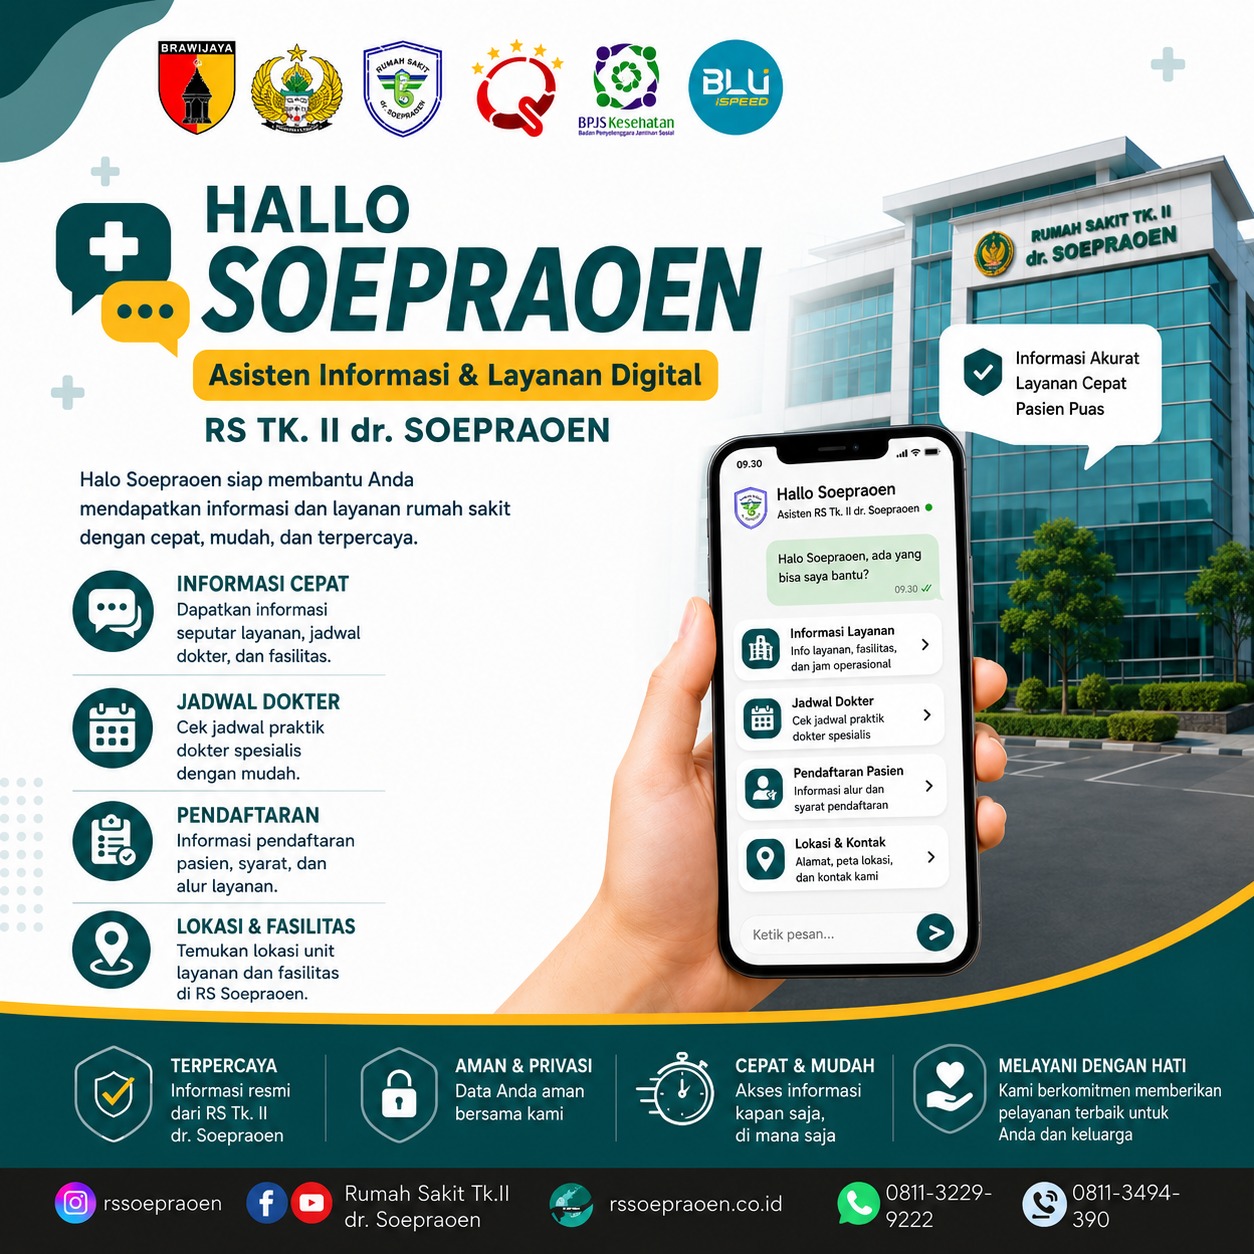 BRAWIJAYA
RUMAH SAKIT
dr. SOEPRAOEN
BPJS Kesehatan
Badan Penyelenggara Jaminan Sosial
BLU
iSPEED
HALLO
SOEPRAOEN
Asisten Informasi & Layanan Digital
RS TK. II dr. SOEPRAOEN
Halo Soepraoen siap membantu Anda
mendapatkan informasi dan layanan rumah sakit
dengan cepat, mudah, dan terpercaya.
INFORMASI CEPAT
Dapatkan informasi
seputar layanan, jadwal
dokter, dan fasilitas.
JADWAL DOKTER
Cek jadwal praktik
dokter spesialis
dengan mudah.
PENDAFTARAN
Informasi pendaftaran
pasien, syarat, dan
alur layanan.
LOKASI & FASILITAS
Temukan lokasi unit
layanan dan fasilitas
di RS Soepraoen.
RUMAH SAKIT TK. II
dr. SOEPRAOEN
Informasi Akurat
Layanan Cepat
Pasien Puas
09.30
Hallo Soepraoen
Asisten RS Tk. II dr. Soepraoen
Halo Soepraoen, ada yang
bisa saya bantu?
09.30
Informasi Layanan
Info layanan, fasilitas,
dan jam operasional
Jadwal Dokter
Cek jadwal praktik
dokter spesialis
Pendaftaran Pasien
Informasi alur dan
syarat pendaftaran
Lokasi & Kontak
Alamat, peta lokasi,
dan kontak kami
Ketik pesan...
TERPERCAYA
Informasi resmi
dari RS Tk. II
dr. Soepraoen
AMAN & PRIVASI
Data Anda aman
bersama kami
CEPAT & MUDAH
Akses informasi
kapan saja,
di mana saja
MELAYANI DENGAN HATI
Kami berkomitmen memberikan
pelayanan terbaik untuk
Anda dan keluarga
rssoepraoen
Rumah Sakit Tk.II
dr. Soepraoen
rssoepraoen.co.id
0811-3229-
9222
0811-3494-
390